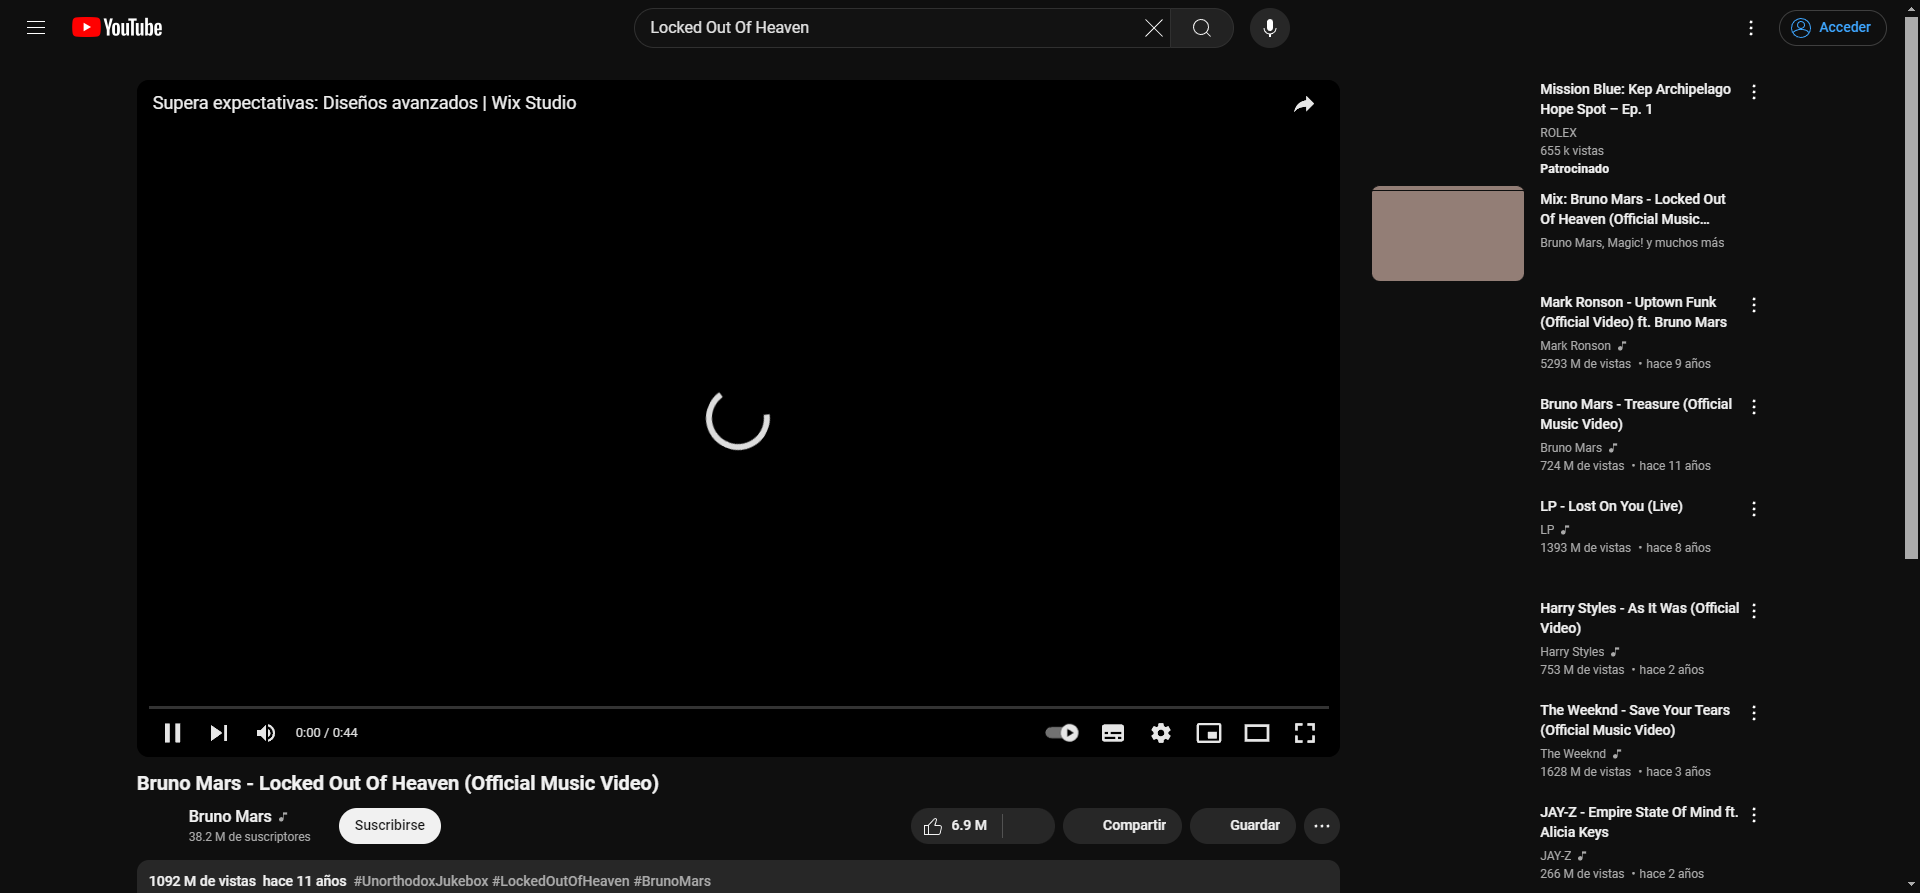 YouTube
Locked Out Of Heaven
Acceder
Supera expectativas: Diseños avanzados | Wix Studio
0:00 / 0:44
Bruno Mars - Locked Out Of Heaven (Official Music Video)
Bruno Mars
38.2 M de suscriptores
Suscribirse
6.9 M
Compartir
Guardar
1092 M de vistas hace 11 años #UnorthodoxJukebox #LockedOutOfHeaven #BrunoMars
Mission Blue: Kep Archipelago
Hope Spot – Ep. 1
ROLEX
655 k vistas
Patrocinado
Mix: Bruno Mars - Locked Out
Of Heaven (Official Music...
Bruno Mars, Magic! y muchos más
Mark Ronson - Uptown Funk
(Official Video) ft. Bruno Mars
Mark Ronson
5293 M de vistas • hace 9 años
Bruno Mars - Treasure (Official
Music Video)
Bruno Mars
724 M de vistas • hace 11 años
LP - Lost On You (Live)
LP
1393 M de vistas • hace 8 años
Harry Styles - As It Was (Official
Video)
Harry Styles
753 M de vistas • hace 2 años
The Weeknd - Save Your Tears
(Official Music Video)
The Weeknd
1628 M de vistas • hace 3 años
JAY-Z - Empire State Of Mind ft.
Alicia Keys
JAY-Z
266 M de vistas • hace 2 años